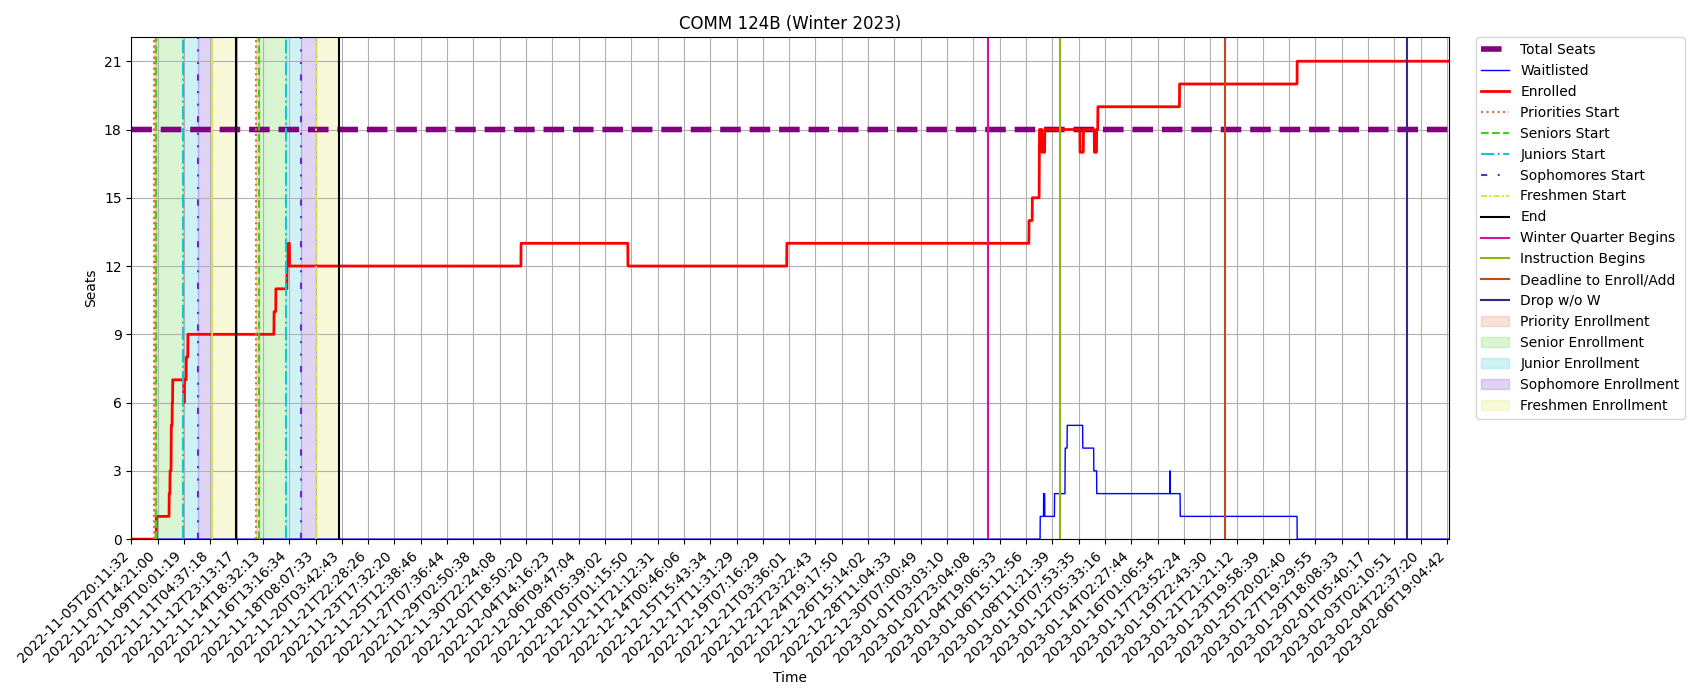 COMM 124B (Winter 2023)
Seats
21
18
15
12
9
6
3
0
2022-11-05T20:11:32
2022-11-07T14:21:00
2022-11-09T10:01:19
2022-11-11T04:37:18
2022-11-12T23:13:17
2022-11-14T18:32:13
2022-11-16T13:16:34
2022-11-18T08:07:33
2022-11-20T03:42:43
2022-11-21T22:28:26
2022-11-23T17:32:20
2022-11-25T12:38:46
2022-11-27T07:36:44
2022-11-29T02:50:38
2022-11-30T22:24:09
2022-12-02T18:50:20
2022-12-04T14:16:23
2022-12-06T09:47:04
2022-12-08T05:39:02
2022-12-10T01:15:50
2022-12-11T21:12:31
2022-12-14T00:46:06
2022-12-15T15:43:34
2022-12-17T11:31:29
2022-12-19T07:16:29
2022-12-21T03:36:01
2022-12-22T23:22:43
2022-12-24T19:17:50
2022-12-26T15:14:02
2022-12-28T11:04:33
2022-12-30T07:00:49
2023-01-01T03:03:10
2023-01-02T23:04:08
2023-01-04T19:06:33
2023-01-06T15:12:56
2023-01-08T11:21:39
2023-01-10T07:53:35
2023-01-12T05:33:16
2023-01-14T02:27:44
2023-01-16T01:06:54
2023-01-17T23:52:24
2023-01-19T22:43:30
2023-01-21T21:21:12
2023-01-23T19:58:39
2023-01-25T20:02:40
2023-01-27T19:29:55
2023-01-29T18:08:33
2023-02-01T05:40:17
2023-02-03T02:10:51
2023-02-04T22:37:20
2023-02-06T19:04:42
Time
Total Seats
Waitlisted
Enrolled
Priorities Start
Seniors Start
Juniors Start
Sophomores Start
Freshmen Start
End
Winter Quarter Begins
Instruction Begins
Deadline to Enroll/Add
Drop w/o W
Priority Enrollment
Senior Enrollment
Junior Enrollment
Sophomore Enrollment
Freshmen Enrollment